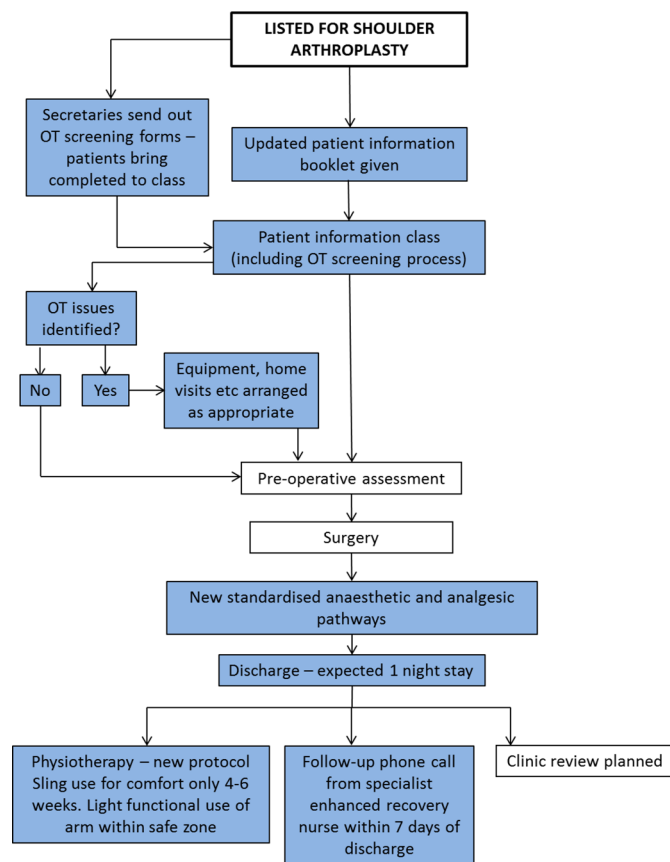 LISTED FOR SHOULDER
ARTHROPLASTY
Secretaries send out
OT screening forms –
patients bring
completed to class
Updated patient information
booklet given
Patient information class
(including OT screening process)
OT issues
identified?
No
Yes
Equipment, home
visits etc arranged
as appropriate
Pre-operative assessment
Surgery
New standardised anaesthetic and analgesic
pathways
Discharge – expected 1 night stay
Physiotherapy – new protocol
Sling use for comfort only 4-6
weeks. Light functional use of
arm within safe zone
Follow-up phone call
from specialist
enhanced recovery
nurse within 7 days of
discharge
Clinic review planned